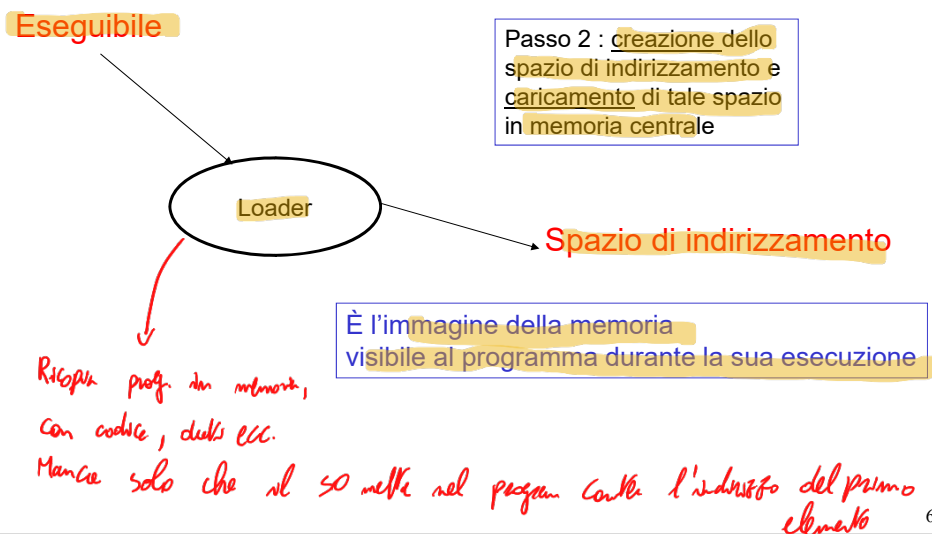 Eseguibile
Passo 2 : creazione dello
spazio di indirizzamento e
caricamento di tale spazio
in memoria centrale
Loader
Spazio di indirizzamento
È l'immagine della memoria
visibile al programma durante la sua esecuzione
Ricopia prog. in memoria,
con codice, dati ecc.
Manca solo che il SO metta nel program counter l'indirizzo del primo
elemento
6